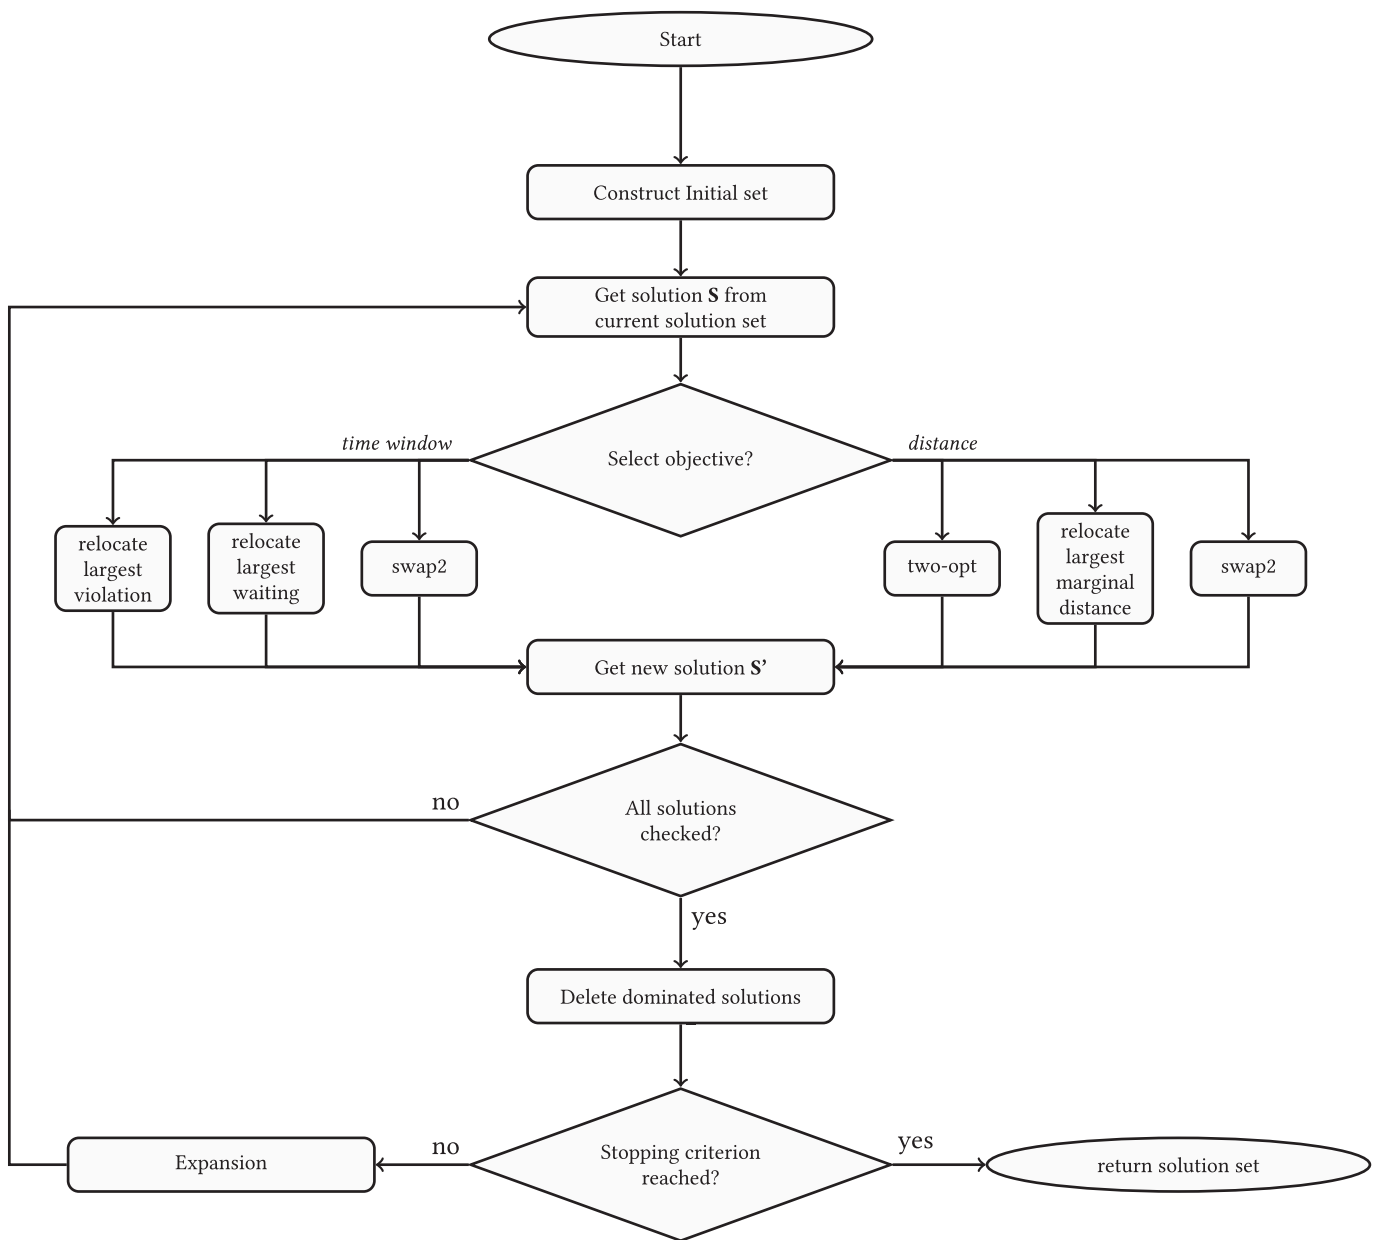 Start
Construct Initial set
Get solution S from
current solution set
time window
distance
Select objective?
relocate
largest
violation
relocate
largest
waiting
swap2
two-opt
relocate
largest
marginal
distance
swap2
Get new solution S’
no
All solutions
checked?
yes
Delete dominated solutions
Expansion
no
Stopping criterion
reached?
yes
return solution set